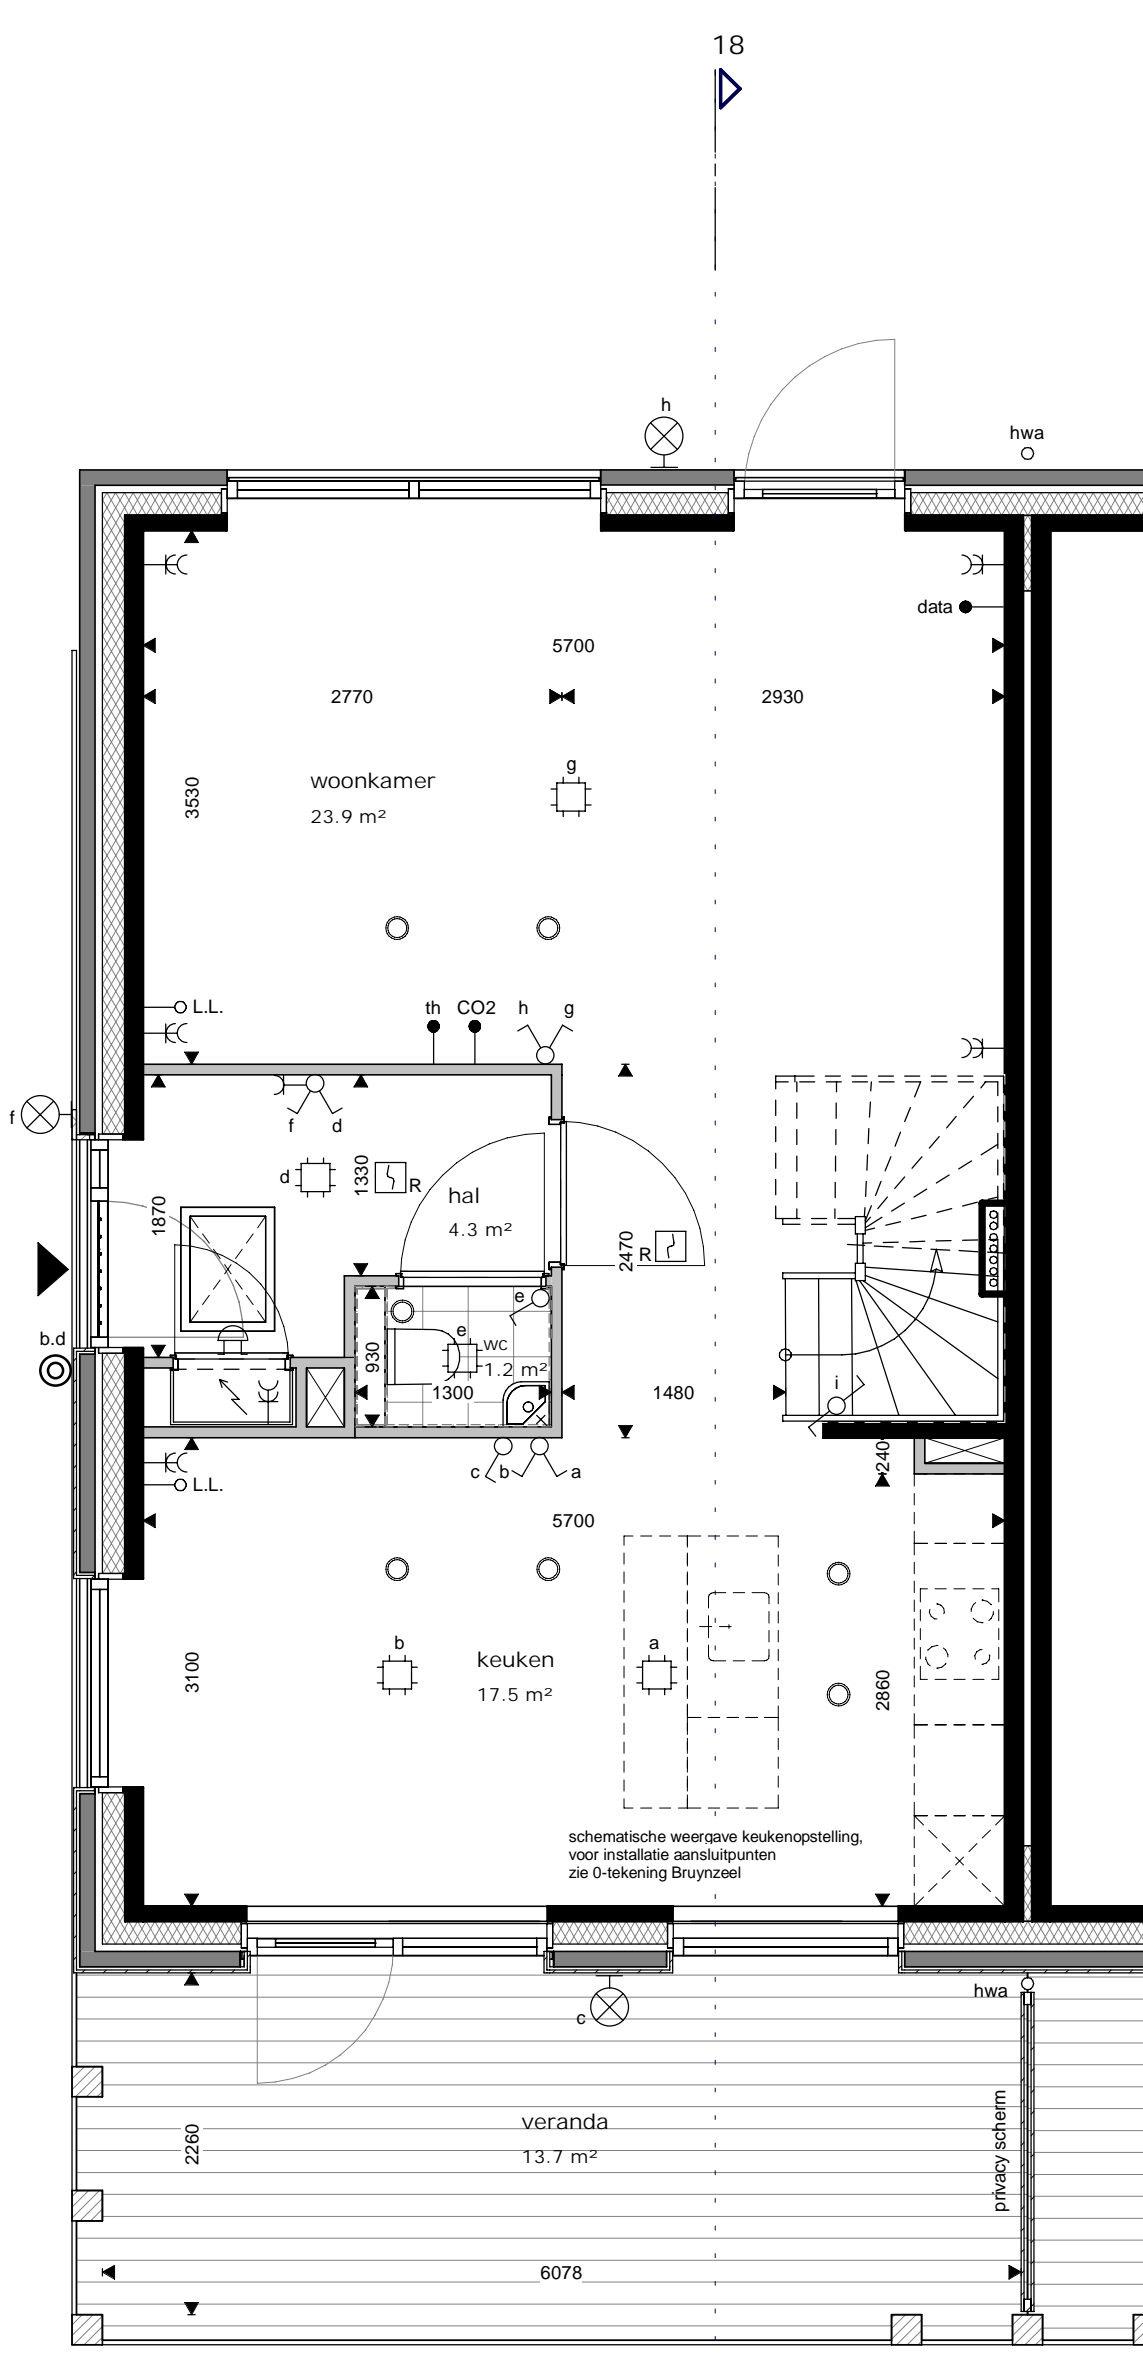 18
h
hwa
data
5700
2770
2930
g
woonkamer
23.9 m²
3530
L.L.
th
CO2
h
g
f
f
d
d
1330
R
hal
4.3 m²
1870
2470
R
b.d
e
e
wc
1.2 m²
930
1300
1480
i
c
b
a
240
L.L.
5700
b
a
keuken
17.5 m²
3100
2860
schematische weergave keukenopstelling,
voor installatie aansluitpunten
zie 0-tekening Bruynzeel
hwa
c
veranda
13.7 m²
2260
privacy scherm
6078